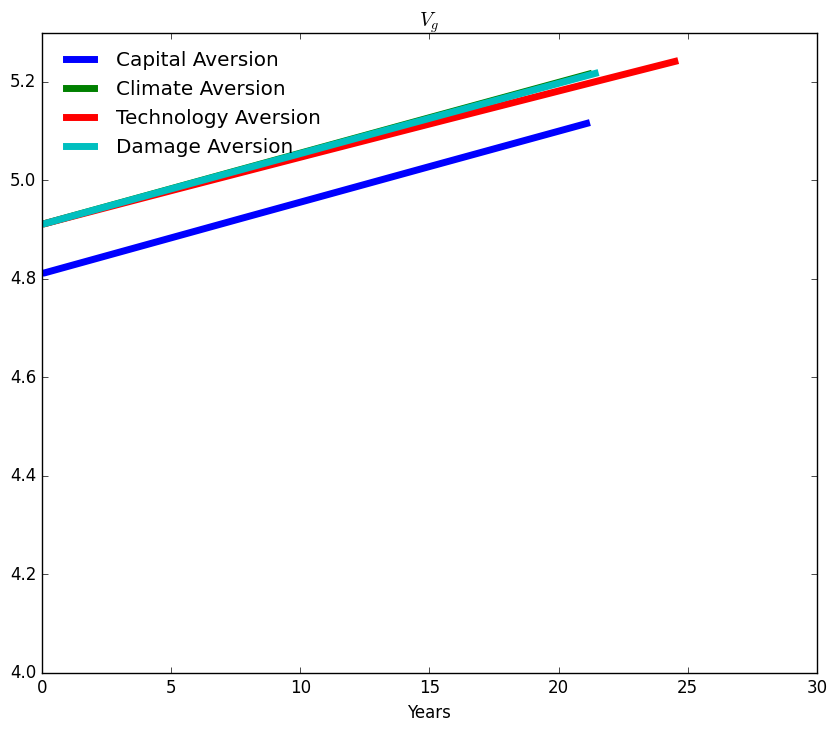 V_g
Capital Aversion
Climate Aversion
Technology Aversion
Damage Aversion
5.2
5.0
4.8
4.6
4.4
4.2
4.0
0 5 10 15 20 25 30
Years